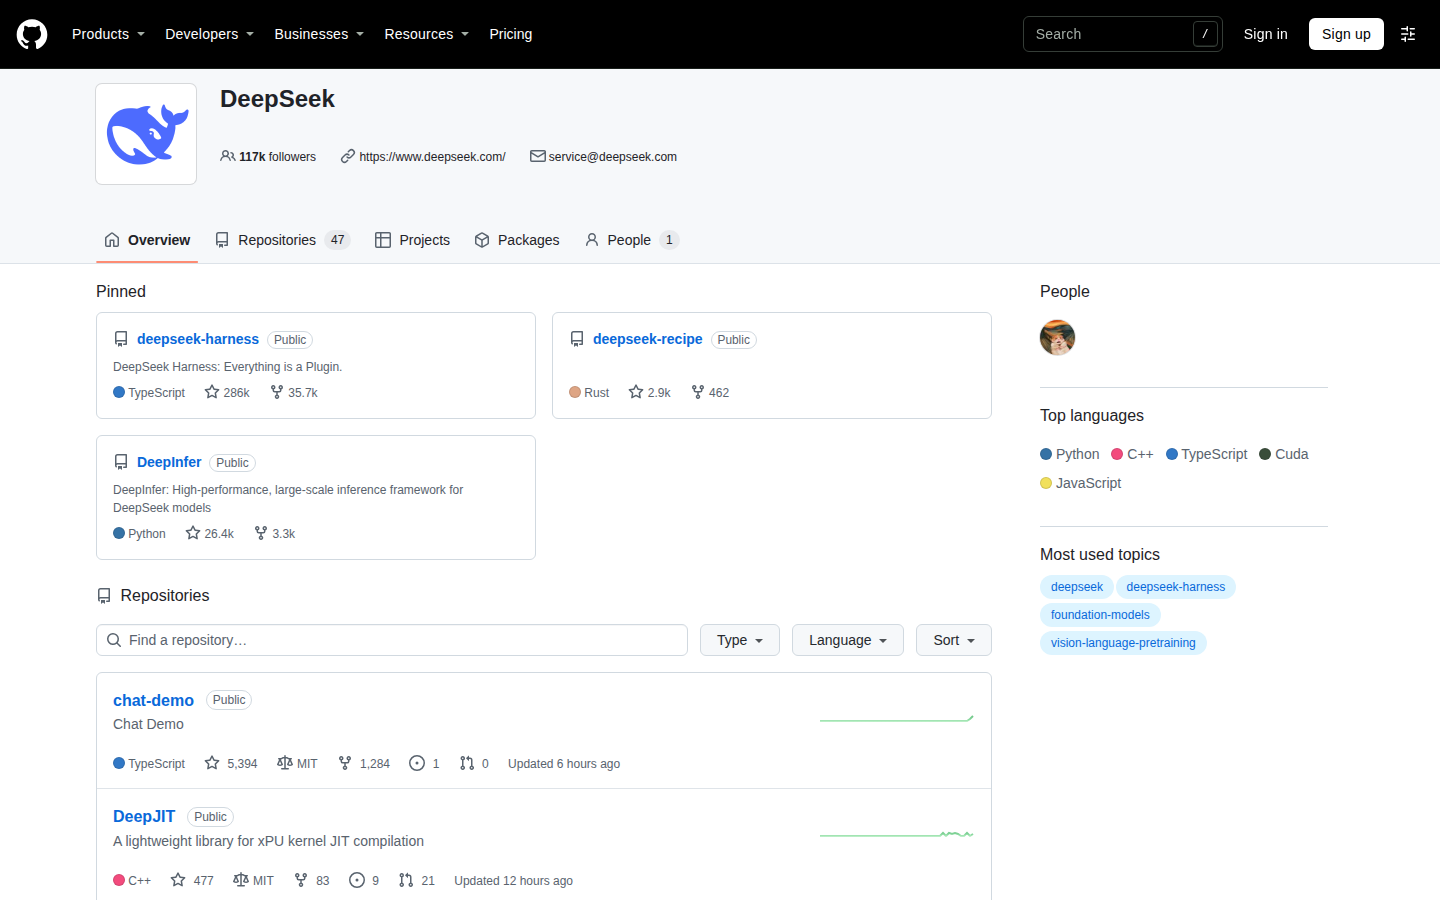 Products Developers Businesses Resources Pricing Search / Sign in Sign up
DeepSeek
117k followers https://www.deepseek.com/ service@deepseek.com
Overview Repositories 47 Projects Packages People 1
Pinned
deepseek-harness Public
DeepSeek Harness: Everything is a Plugin.
TypeScript 286k 35.7k
deepseek-recipe Public
Rust 2.9k 462
DeepInfer Public
DeepInfer: High-performance, large-scale inference framework for
DeepSeek models
Python 26.4k 3.3k
Repositories
Find a repository… Type Language Sort
chat-demo Public
Chat Demo
TypeScript 5,394 MIT 1,284 1 0 Updated 6 hours ago
DeepJIT Public
A lightweight library for xPU kernel JIT compilation
C++ 477 MIT 83 9 21 Updated 12 hours ago
People
Top languages
Python C++ TypeScript Cuda
JavaScript
Most used topics
deepseek deepseek-harness
foundation-models
vision-language-pretraining